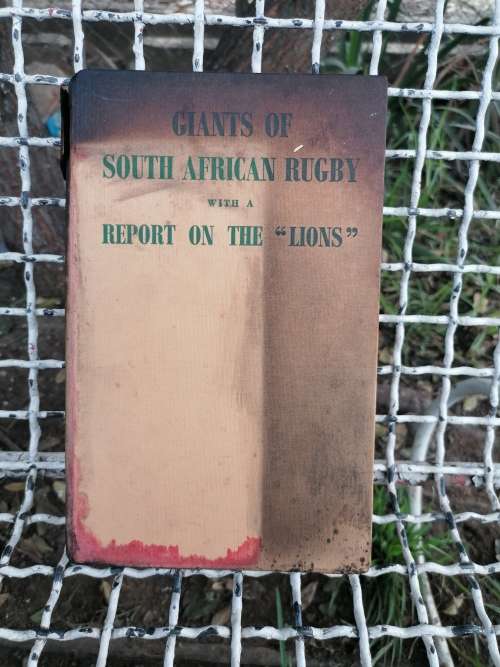 GIANTS OF
SOUTH AFRICAN RUGBY
WITH A
REPORT ON THE “LIONS”